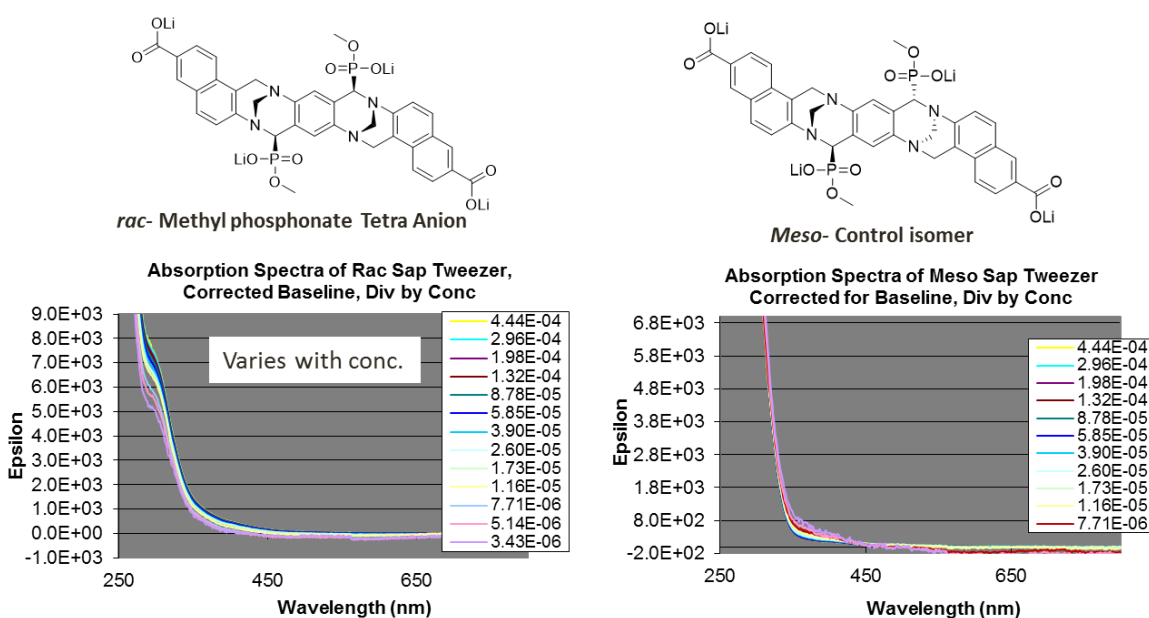 OLi
O
O
O=P-OLi
N
N
N
N
LiO-P=O
O
O
OLi
rac- Methyl phosphonate Tetra Anion
OLi
O
O
O=P-OLi
N
N
N
N
LiO-P=O
O
O
OLi
Meso- Control isomer
Absorption Spectra of Rac Sap Tweezer,
Corrected Baseline, Div by Conc
Varies with conc.
Epsilon
9.0E+03
8.0E+03
7.0E+03
6.0E+03
5.0E+03
4.0E+03
3.0E+03
2.0E+03
1.0E+03
0.0E+00
-1.0E+03
250
450
650
Wavelength (nm)
4.44E-04
2.96E-04
1.98E-04
1.32E-04
8.78E-05
5.85E-05
3.90E-05
2.60E-05
1.73E-05
1.16E-05
7.71E-06
5.14E-06
3.43E-06
Absorption Spectra of Meso Sap Tweezer
Corrected for Baseline, Div by Conc
Epsilon
6.8E+03
5.8E+03
4.8E+03
3.8E+03
2.8E+03
1.8E+03
8.0E+02
-2.0E+02
250
450
650
Wavelength (nm)
4.44E-04
2.96E-04
1.98E-04
1.32E-04
8.78E-05
5.85E-05
3.90E-05
2.60E-05
1.73E-05
1.16E-05
7.71E-06